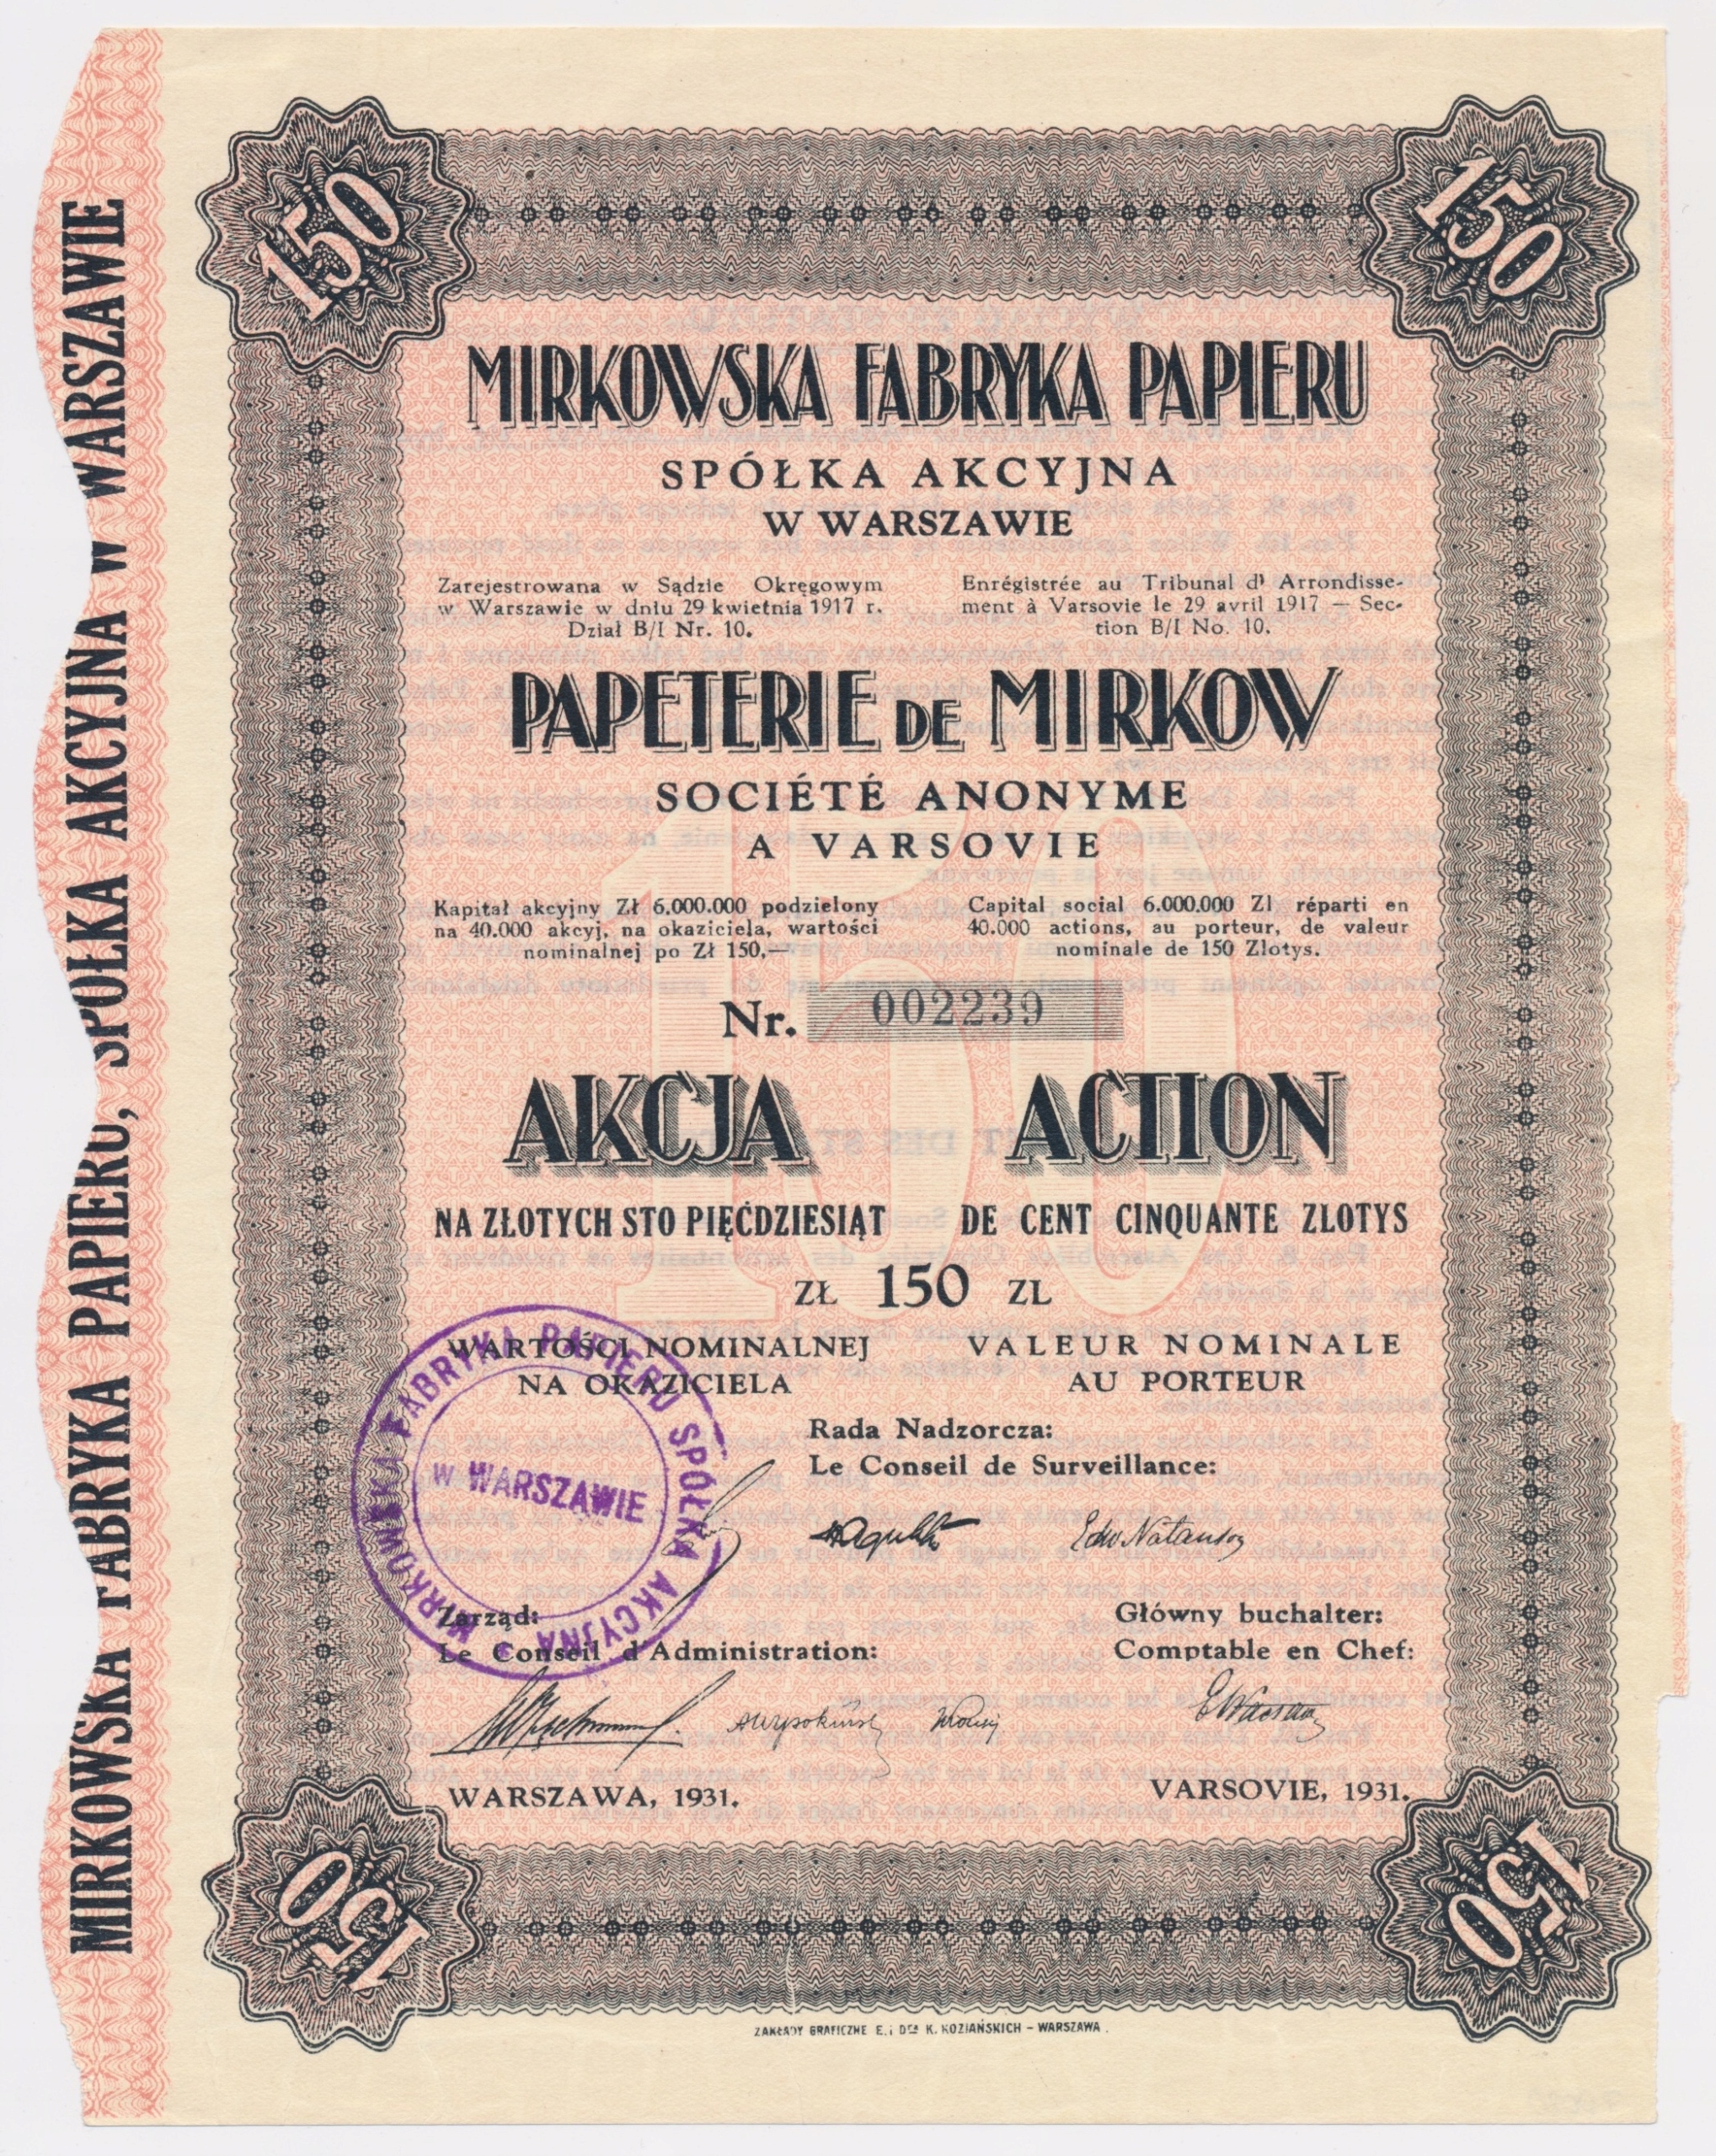 MIRKOWSKA FABRYKA PAPIERU, SPÓŁKA AKCYJNA W WARSZAWIE
150
150
MIRKOWSKA FABRYKA PAPIERU
SPÓŁKA AKCYJNA
W WARSZAWIE
Zarejestrowana w Sądzie Okręgowym
w Warszawie w dniu 29 kwietnia 1917 r.
Dział B/I Nr. 10.
Enrégistrée au Tribunal d' Arrondisse-
ment à Varsovie le 29 avril 1917 — Sec-
tion B/I No. 10.
PAPETERIE DE MIRKOW
SOCIÉTÉ ANONYME
A VARSOVIE
Kapitał akcyjny Zł 6.000.000 podzielony
na 40.000 akcyj, na okaziciela, wartości
nominalnej po Zł 150,—
Capital social 6.000.000 Zl réparti en
40.000 actions, au porteur, de valeur
nominale de 150 Zlotys.
150
Nr. 002239
AKCJA ACTION
NA ZŁOTYCH STO PIĘĆDZIESIĄT DE CENT CINQUANTE ZLOTYS
ZŁ 150 ZL
WARTOŚCI NOMINALNEJ VALEUR NOMINALE
NA OKAZICIELA AU PORTEUR
MIRKOWSKA FABRYKA PAPIERU SPÓŁKA AKCYJNA
W WARSZAWIE
Rada Nadzorcza:
Le Conseil de Surveillance:
Edw Natanson
Zarząd: Główny buchalter:
Le Conseil d'Administration: Comptable en Chef:
WARSZAWA, 1931. VARSOVIE, 1931.
150
150
ZAKŁADY GRAFICZNE E. i DRA K. KOZIAŃSKICH – WARSZAWA.